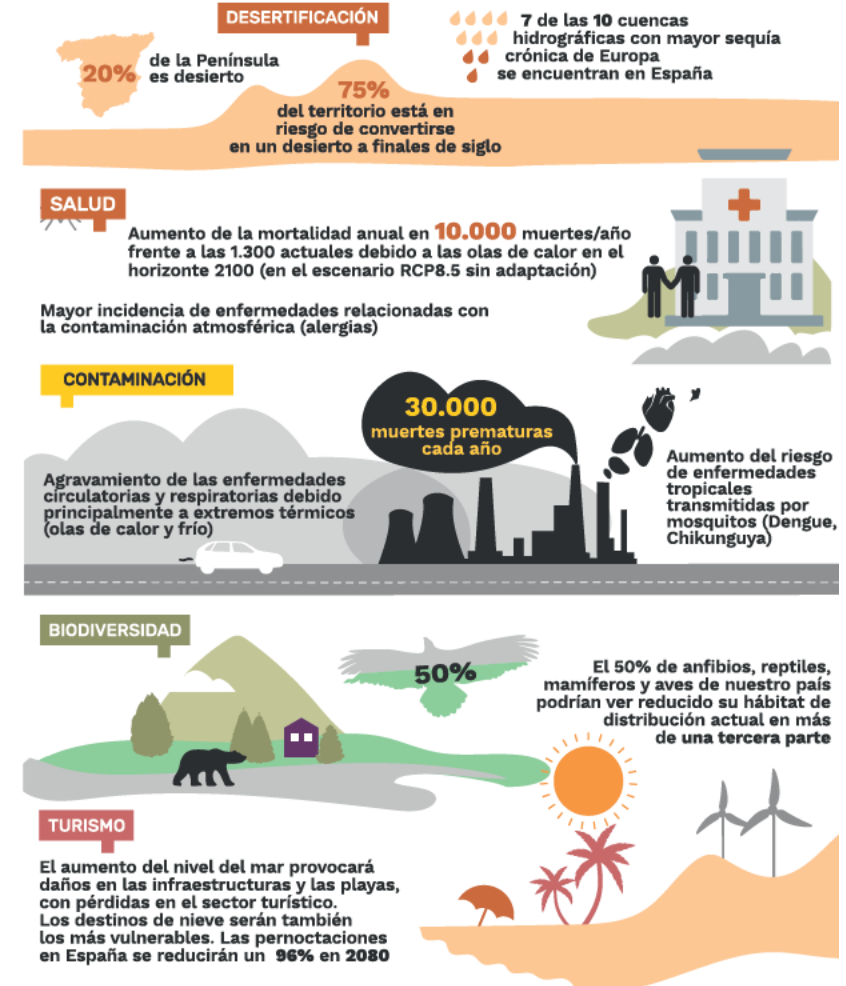 DESERTIFICACIÓN
20%
de la Península
es desierto
7 de las 10 cuencas
hidrográficas con mayor sequía
crónica de Europa
se encuentran en España
75%
del territorio está en
riesgo de convertirse
en un desierto a finales de siglo
SALUD
Aumento de la mortalidad anual en 10.000 muertes/año
frente a las 1.300 actuales debido a las olas de calor en el
horizonte 2100 (en el escenario RCP8.5 sin adaptación)
Mayor incidencia de enfermedades relacionadas con
la contaminación atmosférica (alergias)
CONTAMINACIÓN
30.000
muertes prematuras
cada año
Agravamiento de las enfermedades
circulatorias y respiratorias debido
principalmente a extremos térmicos
(olas de calor y frío)
Aumento del riesgo
de enfermedades
tropicales
transmitidas por
mosquitos (Dengue,
Chikunguya)
BIODIVERSIDAD
50%
El 50% de anfibios, reptiles,
mamíferos y aves de nuestro país
podrían ver reducido su hábitat de
distribución actual en más
de una tercera parte
TURISMO
El aumento del nivel del mar provocará
daños en las infraestructuras y las playas,
con pérdidas en el sector turístico.
Los destinos de nieve serán también
los más vulnerables. Las pernoctaciones
en España se reducirán un 96% en 2080